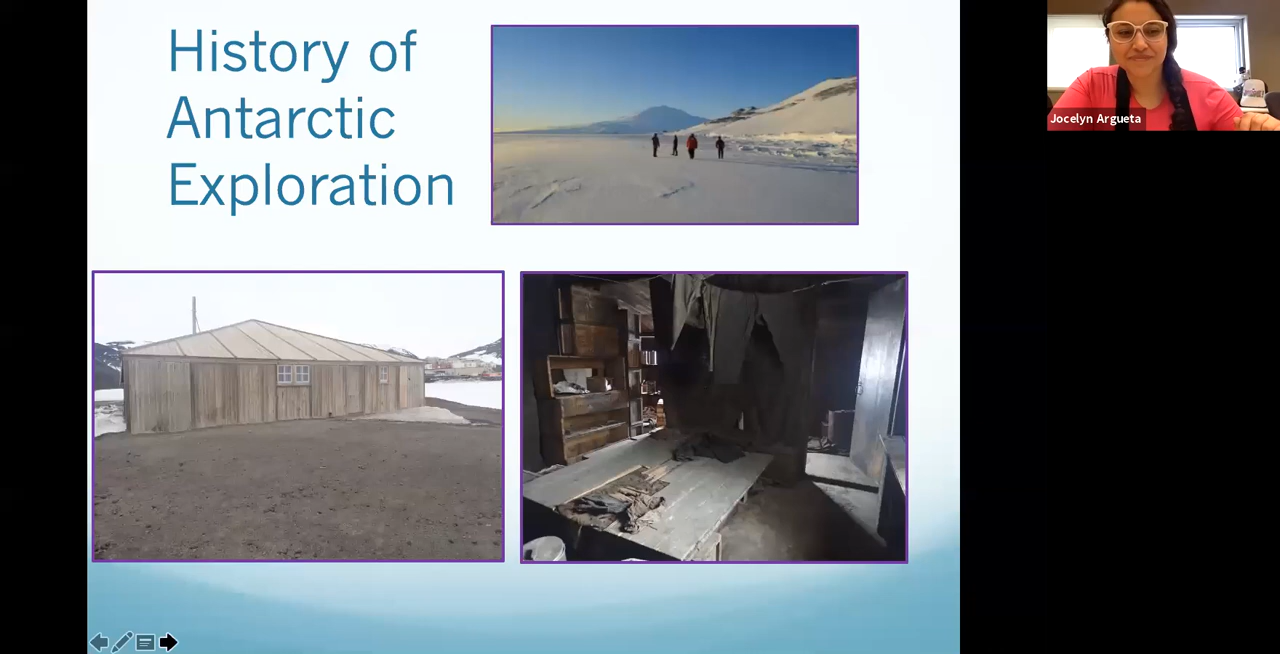 History of
Antarctic
Exploration
Jocelyn Argueta